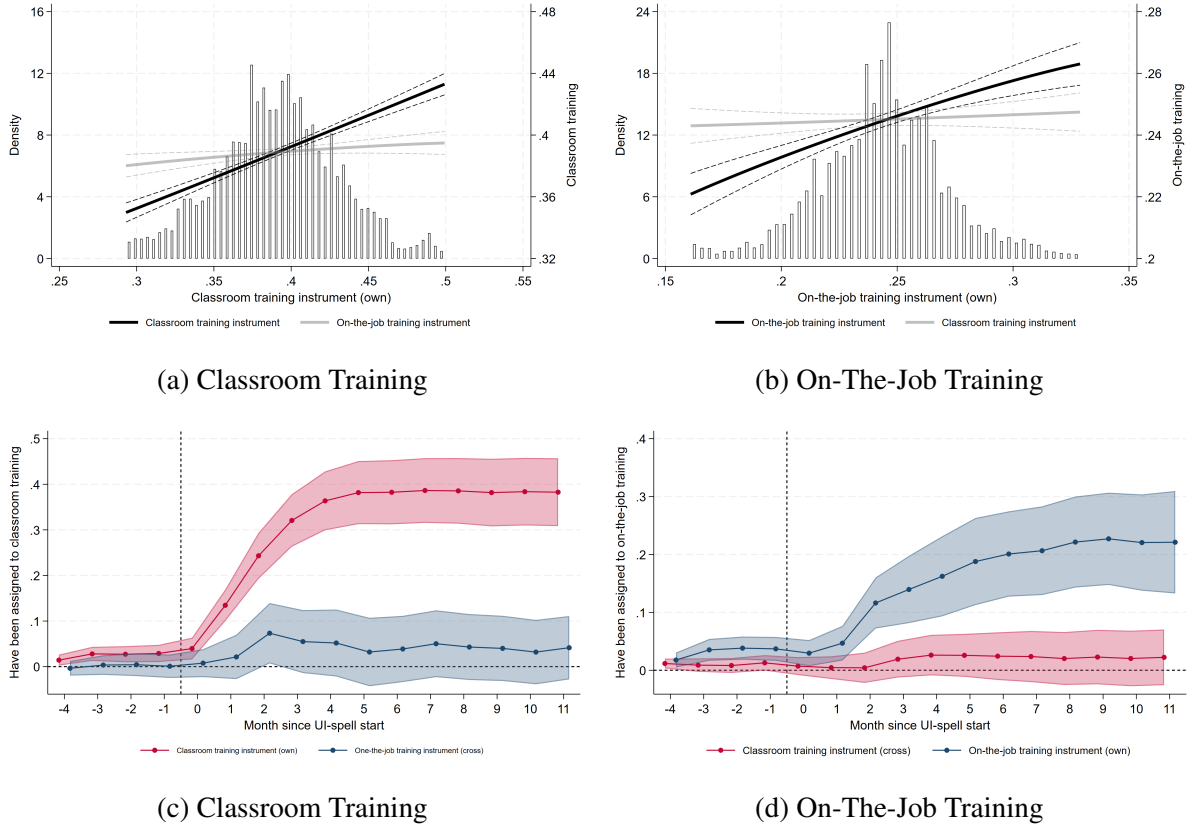 16
12
8
4
0
Density
.48
.44
.4
.36
.32
Classroom training
.25 .3 .35 .4 .45 .5 .55
Classroom training instrument (own)
Classroom training instrument On-the-job training instrument
(a) Classroom Training
24
18
12
6
0
Density
.28
.26
.24
.22
.2
On-the-job training
.15 .2 .25 .3 .35
On-the-job training instrument (own)
On-the-job training instrument Classroom training instrument
(b) On-The-Job Training
.5
.4
.3
.2
.1
0
Have been assigned to classroom training
-4 -3 -2 -1 0 1 2 3 4 5 6 7 8 9 10 11
Month since UI-spell start
Classroom training instrument (own) One-the-job training instrument (cross)
(c) Classroom Training
.4
.3
.2
.1
0
Have been assigned to on-the-job training
-4 -3 -2 -1 0 1 2 3 4 5 6 7 8 9 10 11
Month since UI-spell start
Classroom training instrument (cross) On-the-job training instrument (own)
(d) On-The-Job Training